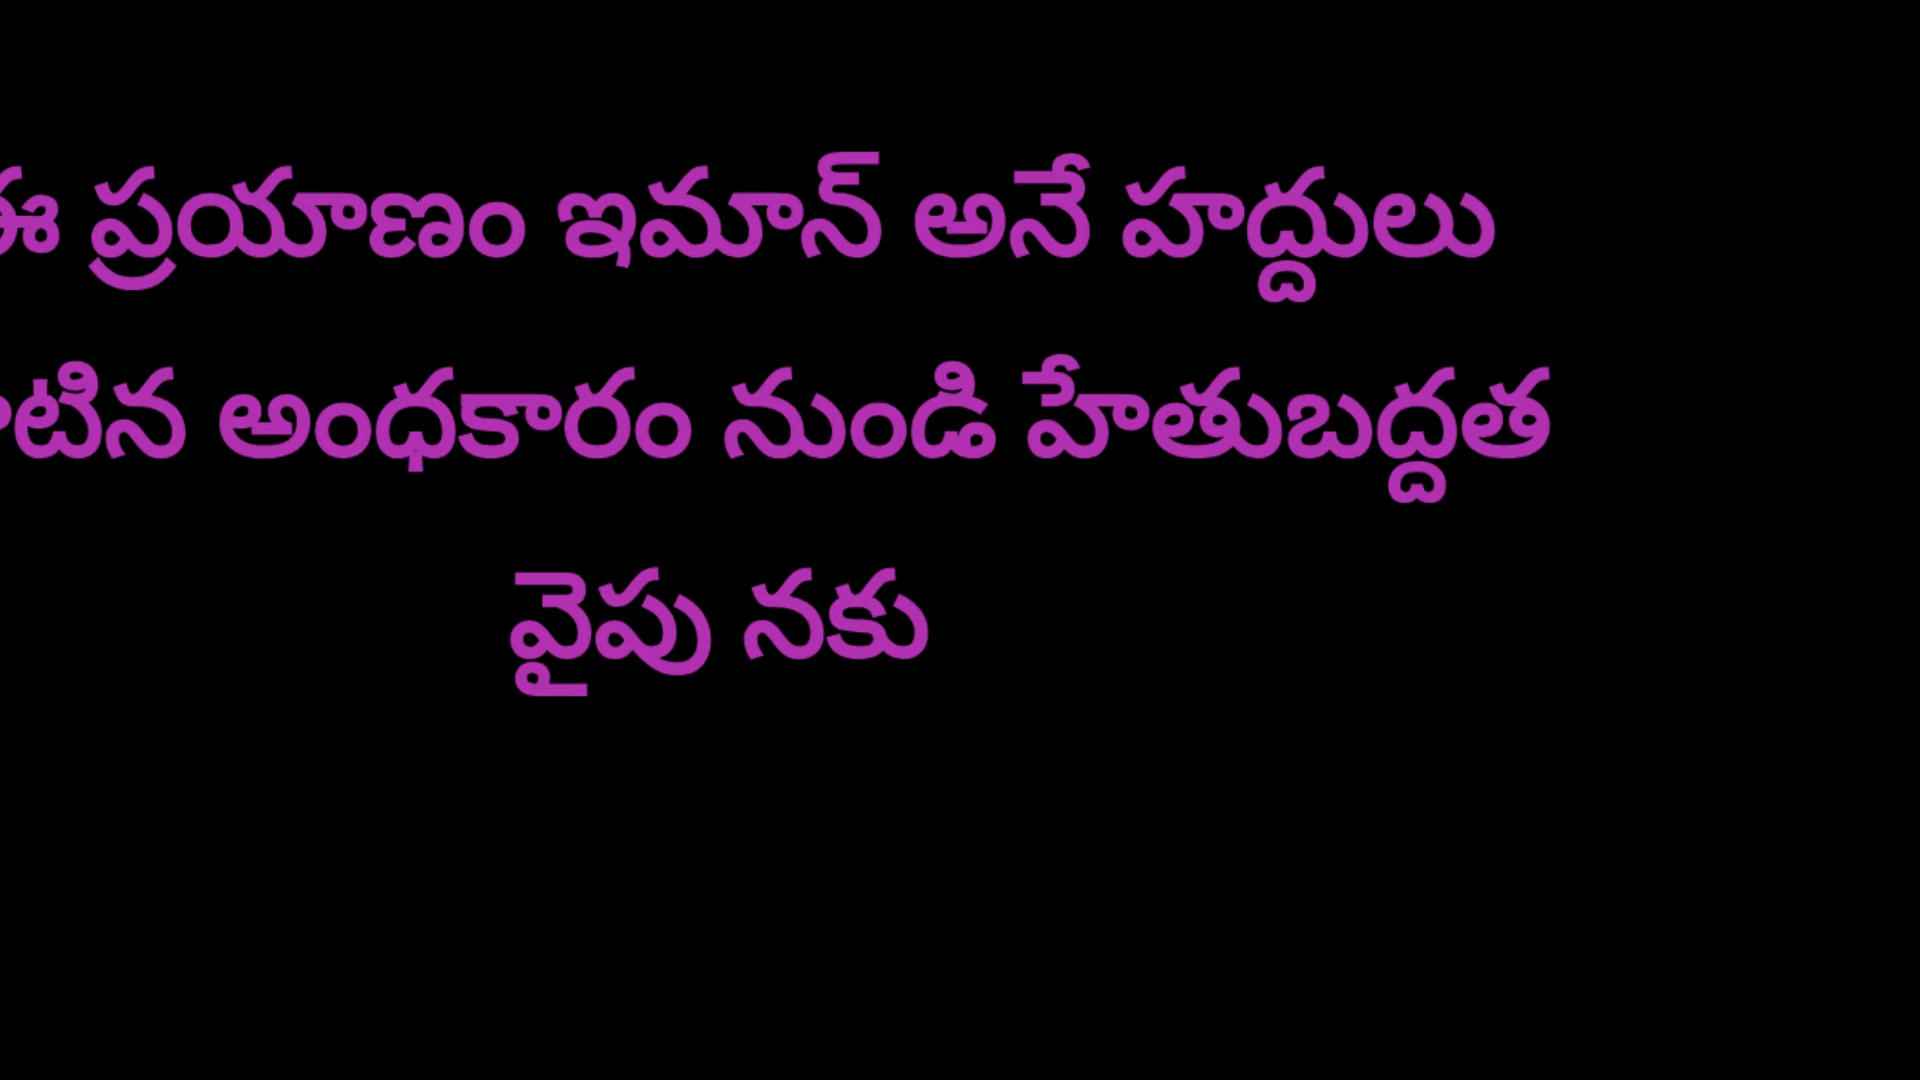 ఈ ప్రయాణం ఇమాన్ అనే హద్దులు
అంధకారం నుండి హేతుబద్ధత
వైపు నకు